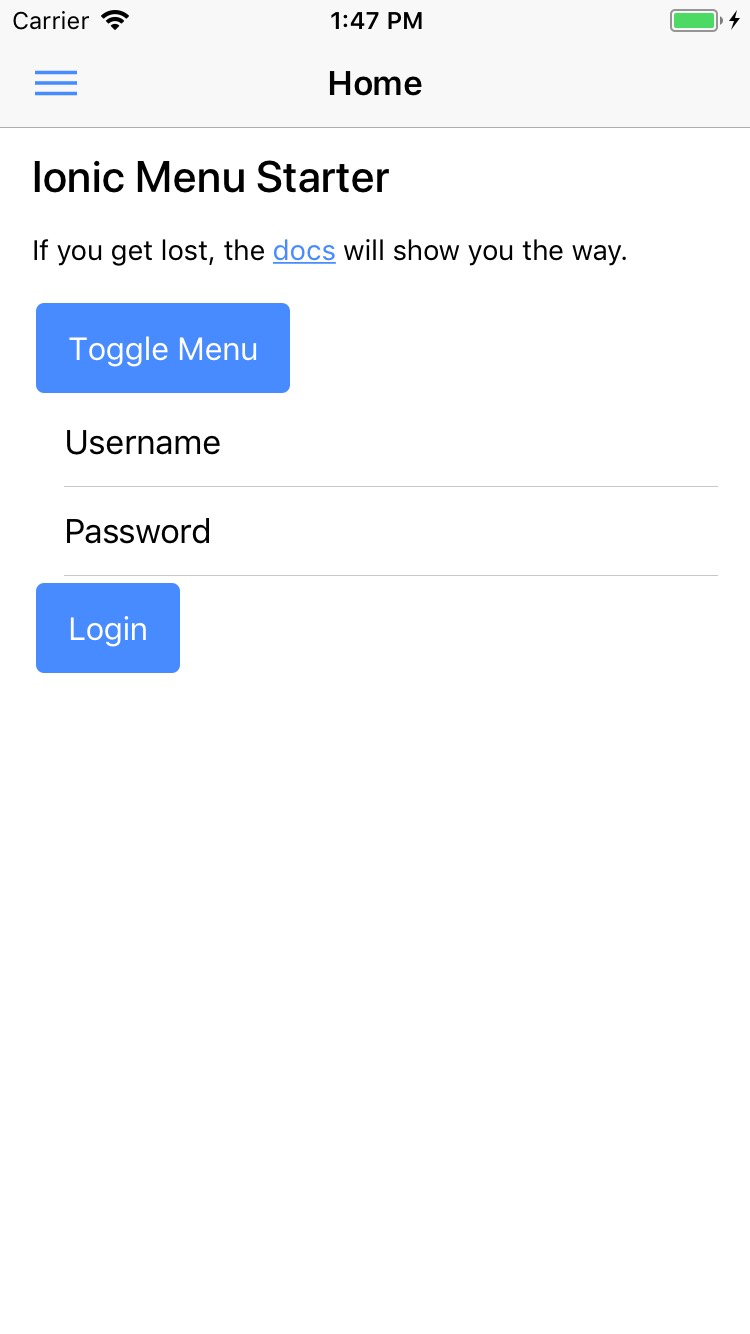 Carrier 1:47 PM
Home
Ionic Menu Starter
If you get lost, the docs will show you the way.
Toggle Menu
Username
Password
Login